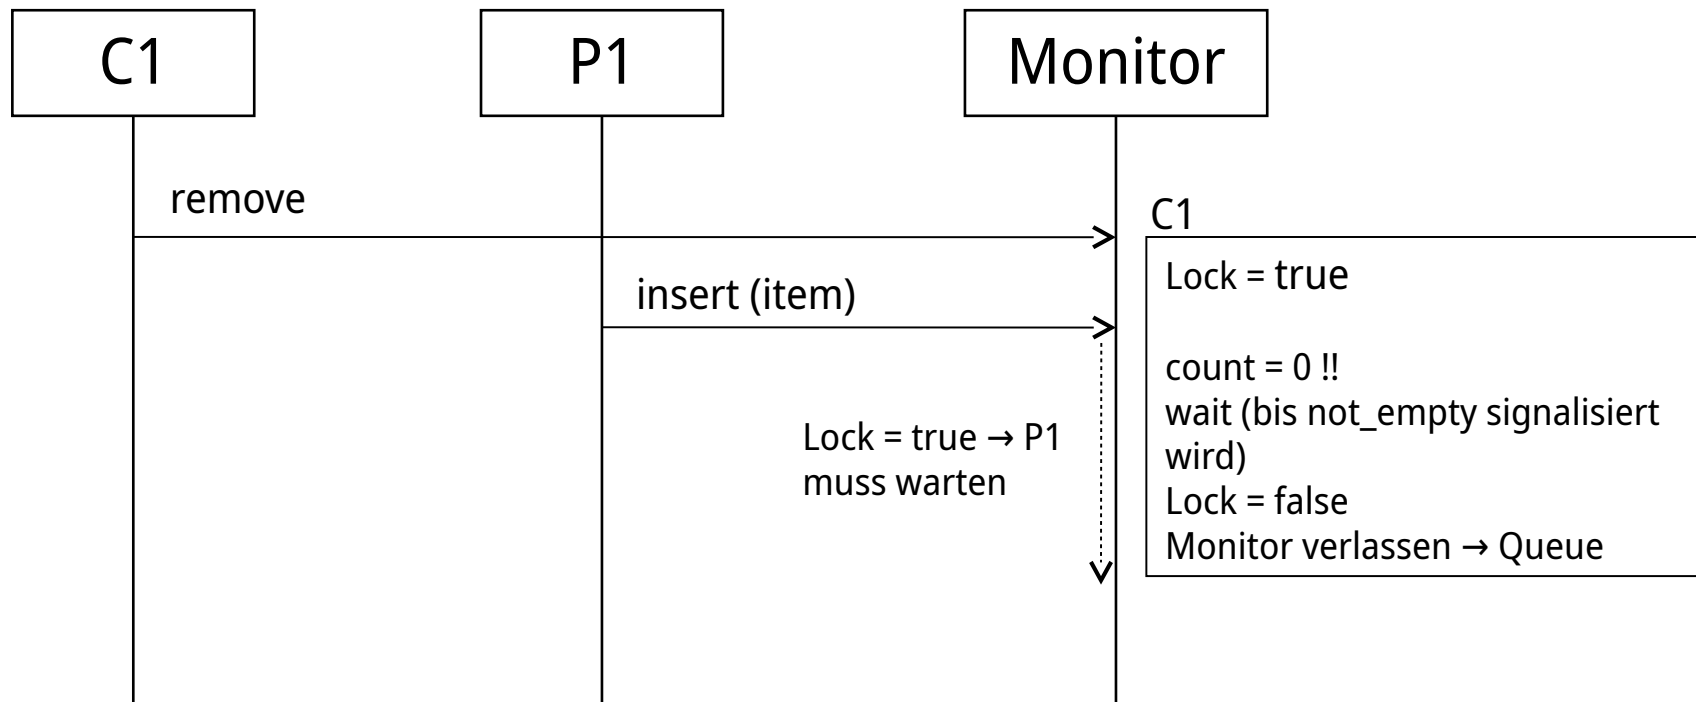 C1
P1
Monitor
remove
C1
Lock = true
insert (item)
count = 0 !!
wait (bis not_empty signalisiert
wird)
Lock = false
Monitor verlassen → Queue
Lock = true → P1
muss warten